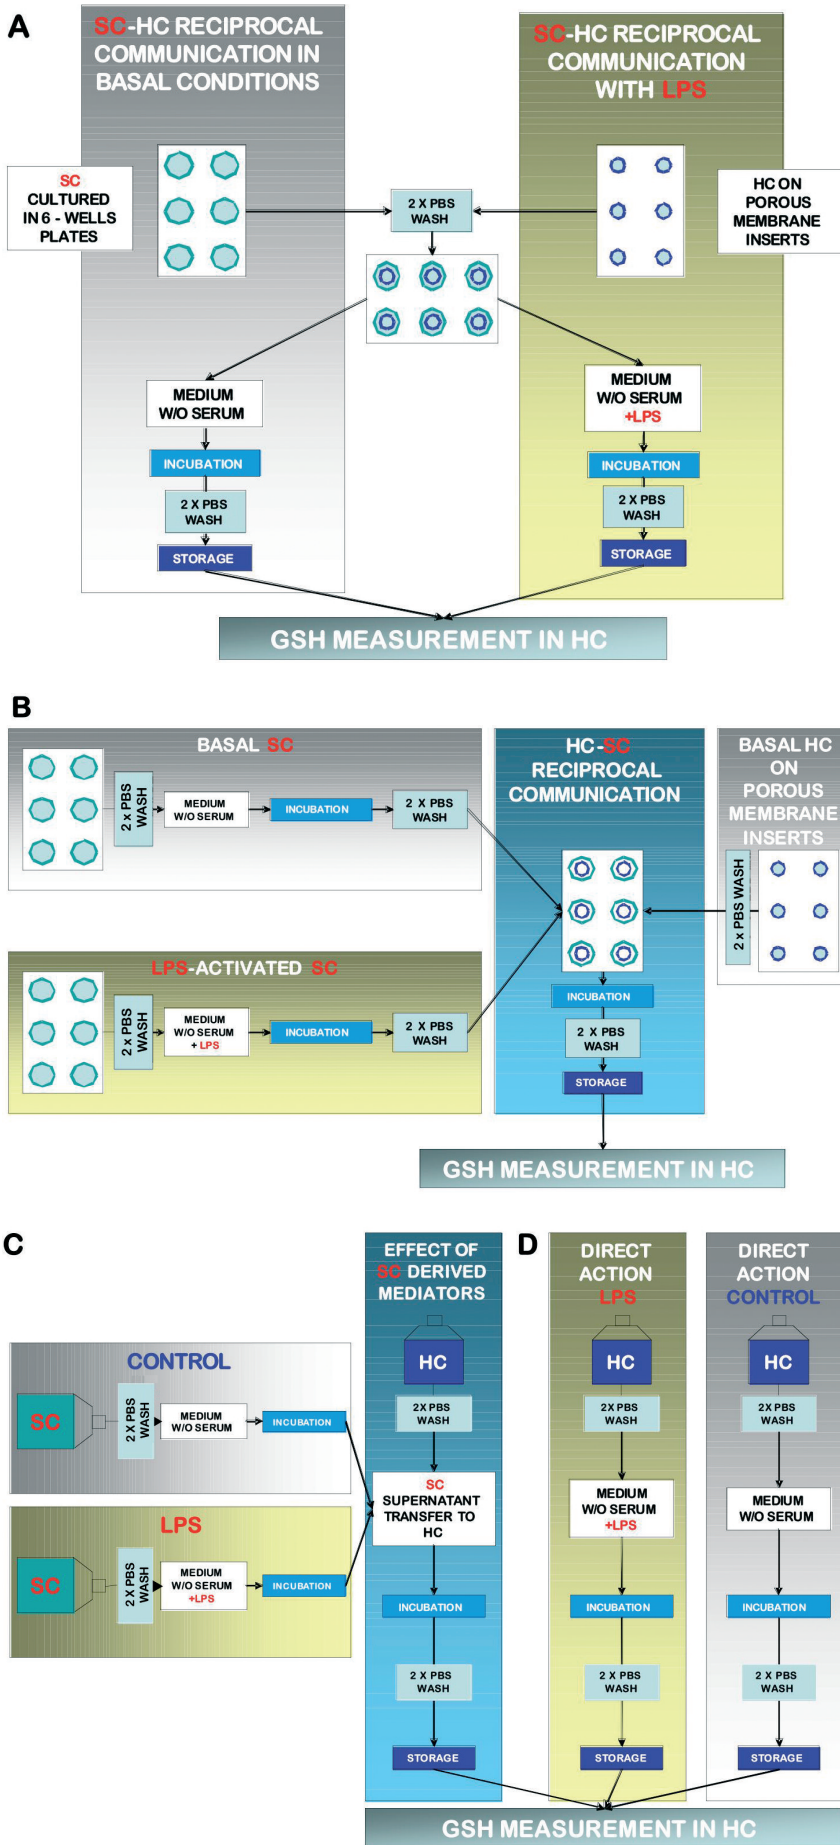 A
SC-HC RECIPROCAL
COMMUNICATION IN
BASAL CONDITIONS
SC-HC RECIPROCAL
COMMUNICATION
WITH LPS
SC
CULTURED
IN 6 - WELLS
PLATES
2 X PBS
WASH
HC ON
POROUS
MEMBRANE
INSERTS
MEDIUM
W/O SERUM
INCUBATION
2 X PBS
WASH
STORAGE
MEDIUM
W/O SERUM
+LPS
INCUBATION
2 X PBS
WASH
STORAGE
GSH MEASUREMENT IN HC
B
BASAL SC
2 x PBS
WASH
MEDIUM
W/O SERUM
INCUBATION
2 X PBS
WASH
LPS-ACTIVATED SC
2 x PBS
WASH
MEDIUM
W/O SERUM
+ LPS
INCUBATION
2 X PBS
WASH
HC-SC
RECIPROCAL
COMMUNICATION
INCUBATION
2 X PBS
WASH
STORAGE
BASAL HC
ON
POROUS
MEMBRANE
INSERTS
2 x PBS WASH
GSH MEASUREMENT IN HC
C
CONTROL
SC
2 X PBS
WASH
MEDIUM
W/O SERUM
INCUBATION
LPS
SC
2 X PBS
WASH
MEDIUM
W/O SERUM
+LPS
INCUBATION
EFFECT OF
SC DERIVED
MEDIATORS
HC
2X PBS
WASH
SC
SUPERNATANT
TRANSFER TO
HC
INCUBATION
2 X PBS
WASH
STORAGE
D
DIRECT
ACTION
LPS
HC
2X PBS
WASH
MEDIUM
W/O SERUM
+LPS
INCUBATION
2 X PBS
WASH
STORAGE
DIRECT
ACTION
CONTROL
HC
2X PBS
WASH
MEDIUM
W/O SERUM
INCUBATION
2 X PBS
WASH
STORAGE
GSH MEASUREMENT IN HC